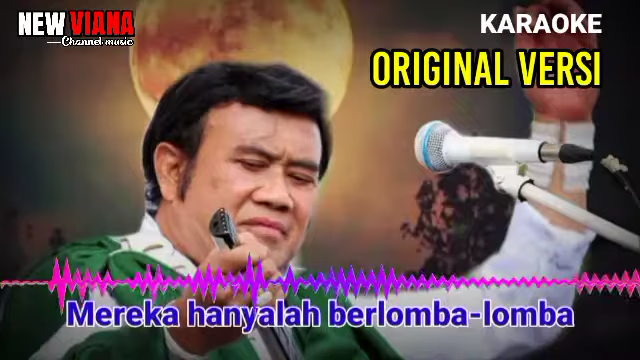 NEW VIANA
Channel music
KARAOKE
ORIGINAL VERSI
Mereka hanyalah berlomba-lomba